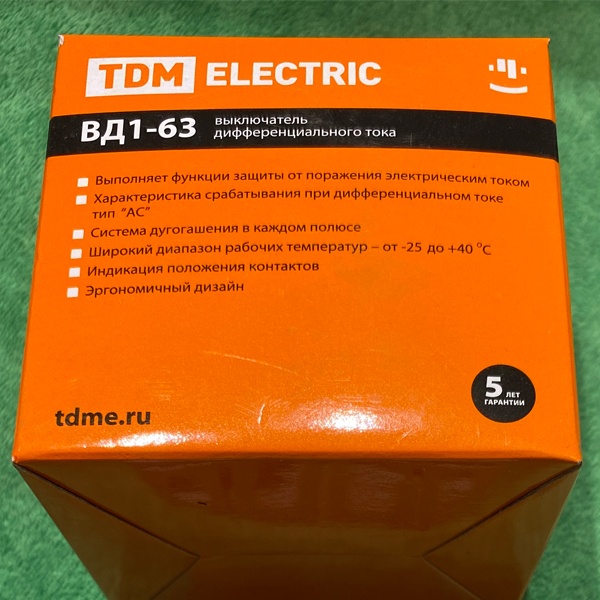 TDM ELECTRIC
ВД1-63
выключатель
дифференциального тока
Выполняет функции защиты от поражения электрическим током
Характеристика срабатывания при дифференциальном токе
тип "АС"
Система дугогашения в каждом полюсе
Широкий диапазон рабочих температур – от -25 до +40 °С
Индикация положения контактов
Эргономичный дизайн
5 ЛЕТ
ГАРАНТИИ
tdme.ru